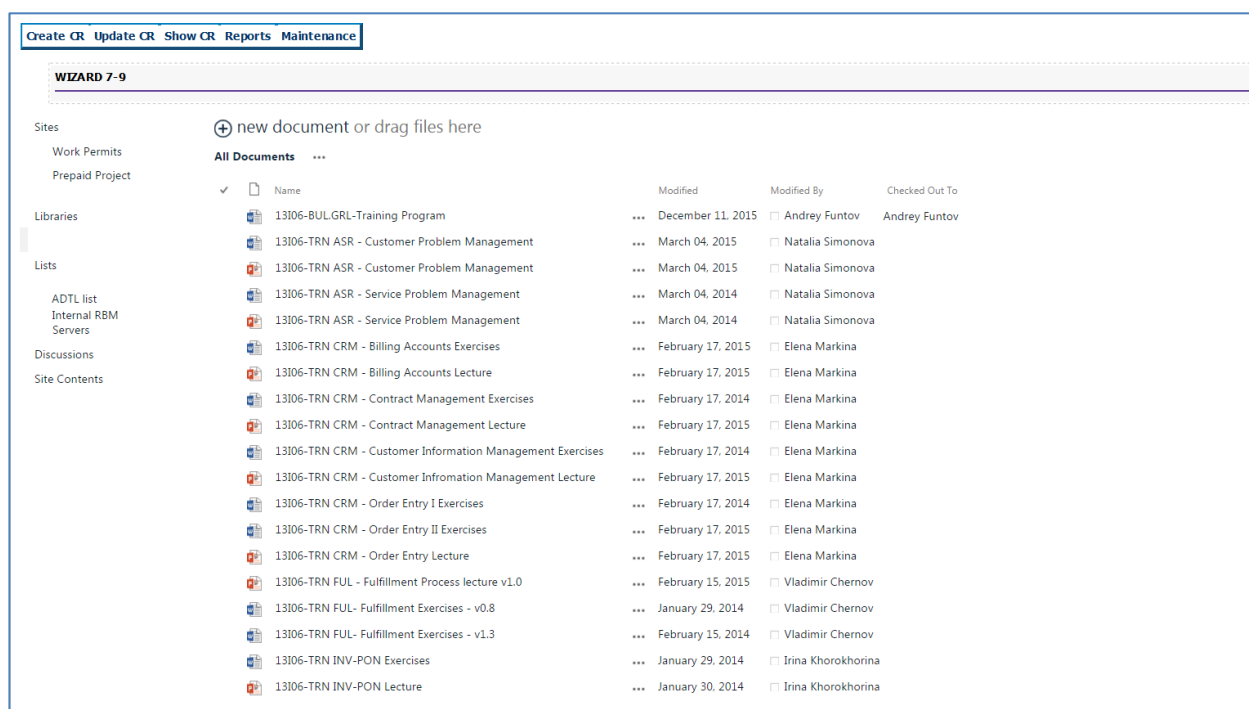 Create CR Update CR Show CR Reports Maintenance
WIZARD 7-9
Sites
Work Permits
Prepaid Project
Libraries
Lists
ADTL list
Internal RBM
Servers
Discussions
Site Contents
new document or drag files here
All Documents ...
Name Modified Modified By Checked Out To
13I06-BUL.GRL-Training Program ... December 11, 2015 Andrey Funtov Andrey Funtov
13I06-TRN ASR - Customer Problem Management ... March 04, 2015 Natalia Simonova
13I06-TRN ASR - Customer Problem Management ... March 04, 2015 Natalia Simonova
13I06-TRN ASR - Service Problem Management ... March 04, 2014 Natalia Simonova
13I06-TRN ASR - Service Problem Management ... March 04, 2014 Natalia Simonova
13I06-TRN CRM - Billing Accounts Exercises ... February 17, 2015 Elena Markina
13I06-TRN CRM - Billing Accounts Lecture ... February 17, 2015 Elena Markina
13I06-TRN CRM - Contract Management Exercises ... February 17, 2014 Elena Markina
13I06-TRN CRM - Contract Management Lecture ... February 17, 2015 Elena Markina
13I06-TRN CRM - Customer Information Management Exercises ... February 17, 2014 Elena Markina
13I06-TRN CRM - Customer Infromation Management Lecture ... February 17, 2015 Elena Markina
13I06-TRN CRM - Order Entry I Exercises ... February 17, 2014 Elena Markina
13I06-TRN CRM - Order Entry II Exercises ... February 17, 2015 Elena Markina
13I06-TRN CRM - Order Entry Lecture ... February 17, 2015 Elena Markina
13I06-TRN FUL - Fulfillment Process lecture v1.0 ... February 15, 2015 Vladimir Chernov
13I06-TRN FUL- Fulfillment Exercises - v0.8 ... January 29, 2014 Vladimir Chernov
13I06-TRN FUL- Fulfillment Exercises - v1.3 ... February 15, 2014 Vladimir Chernov
13I06-TRN INV-PON Exercises ... January 29, 2014 Irina Khorokhorina
13I06-TRN INV-PON Lecture ... January 30, 2014 Irina Khorokhorina